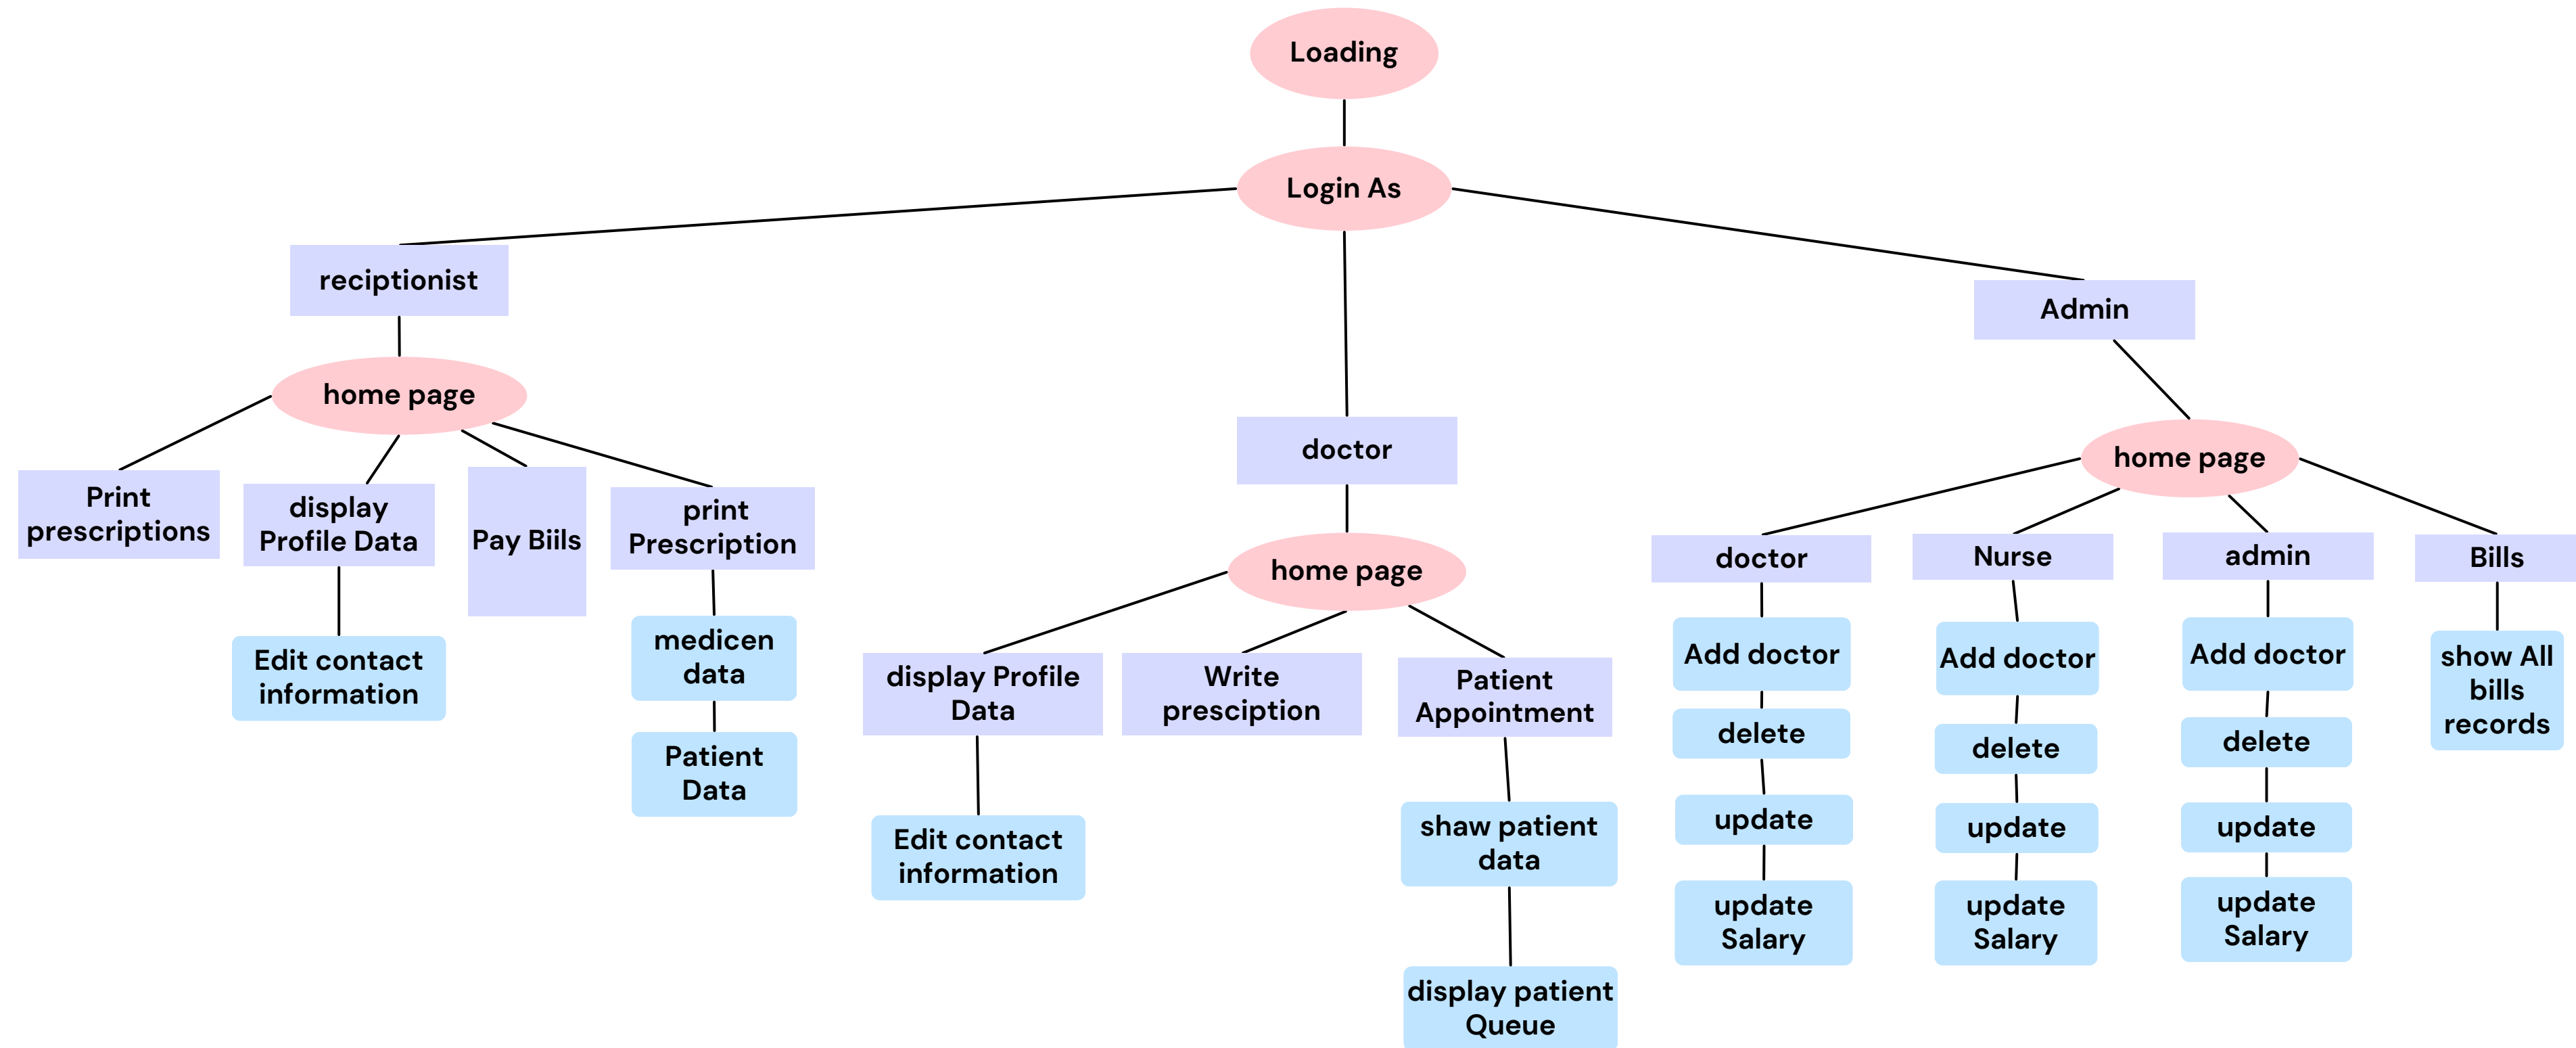 Loading
Login As
reciptionist
Admin
home page
doctor
home page
Print
prescriptions
display
Profile Data
Pay Biils
print
Prescription
home page
doctor
Nurse
admin
Bills
Edit contact
information
medicen
data
Patient
Data
display Profile
Data
Write
presciption
Patient
Appointment
Add doctor
Add doctor
Add doctor
show All
bills
records
delete
delete
delete
Edit contact
information
shaw patient
data
update
update
update
update
Salary
update
Salary
update
Salary
display patient
Queue